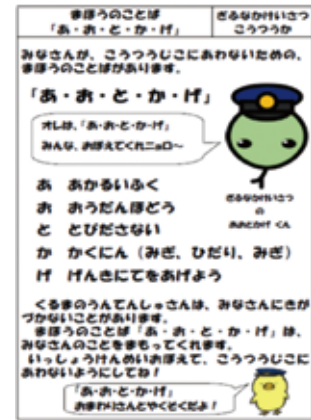 まほうのことば
「あ・お・と・か・げ」
ぎるなかけいさつ
こうつうか
みなさんが、こうつうじこにあわないための、
まほうのことばがあります。
「あ・お・と・か・げ」
オレは、「あ・お・と・か・げ」
みんな、おぼえてくれニョロ～
あ　あかるいふく
お　おうだんほどう
と　とびださない
か　かくにん（みぎ、ひだり、みぎ）
げ　げんきにてをあげよう
ぎるなかけいさつ
の
あおとかげ くん
くるまのうんてんしゃさんは、みなさんにきが
づかないことがあります。
まほうのことば「あ・お・と・か・げ」は、
みなさんのことをまもってくれます。
いっしょうけんめいおぼえて、こうつうじこに
あわないようにしてね！
「あ・お・と・か・げ」
おまわりさんとやくそくだよ！